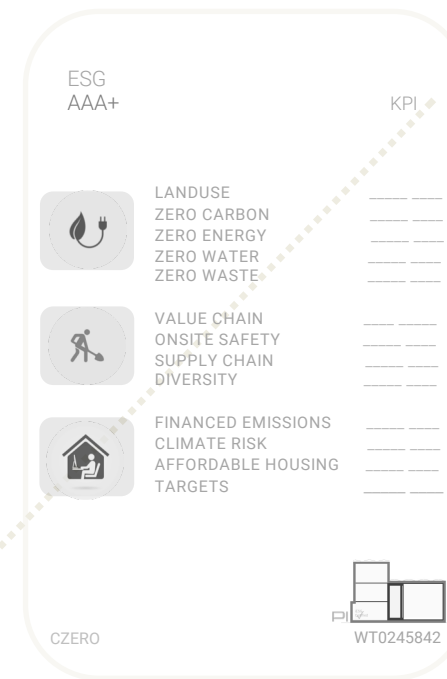 ESG
AAA+
KPI
LANDUSE
ZERO CARBON
ZERO ENERGY
ZERO WATER
ZERO WASTE
VALUE CHAIN
ONSITE SAFETY
SUPPLY CHAIN
DIVERSITY
FINANCED EMISSIONS
CLIMATE RISK
AFFORDABLE HOUSING
TARGETS
CZERO
WT0245842